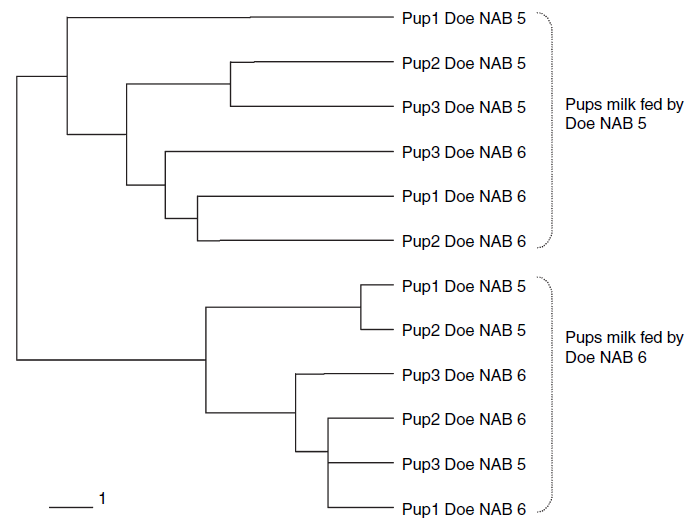 Pup1 Doe NAB 5
Pup2 Doe NAB 5
Pup3 Doe NAB 5
Pup3 Doe NAB 6
Pup1 Doe NAB 6
Pup2 Doe NAB 6
Pups milk fed by
Doe NAB 5
Pup1 Doe NAB 5
Pup2 Doe NAB 5
Pup3 Doe NAB 6
Pup2 Doe NAB 6
Pup3 Doe NAB 5
Pup1 Doe NAB 6
Pups milk fed by
Doe NAB 6
1